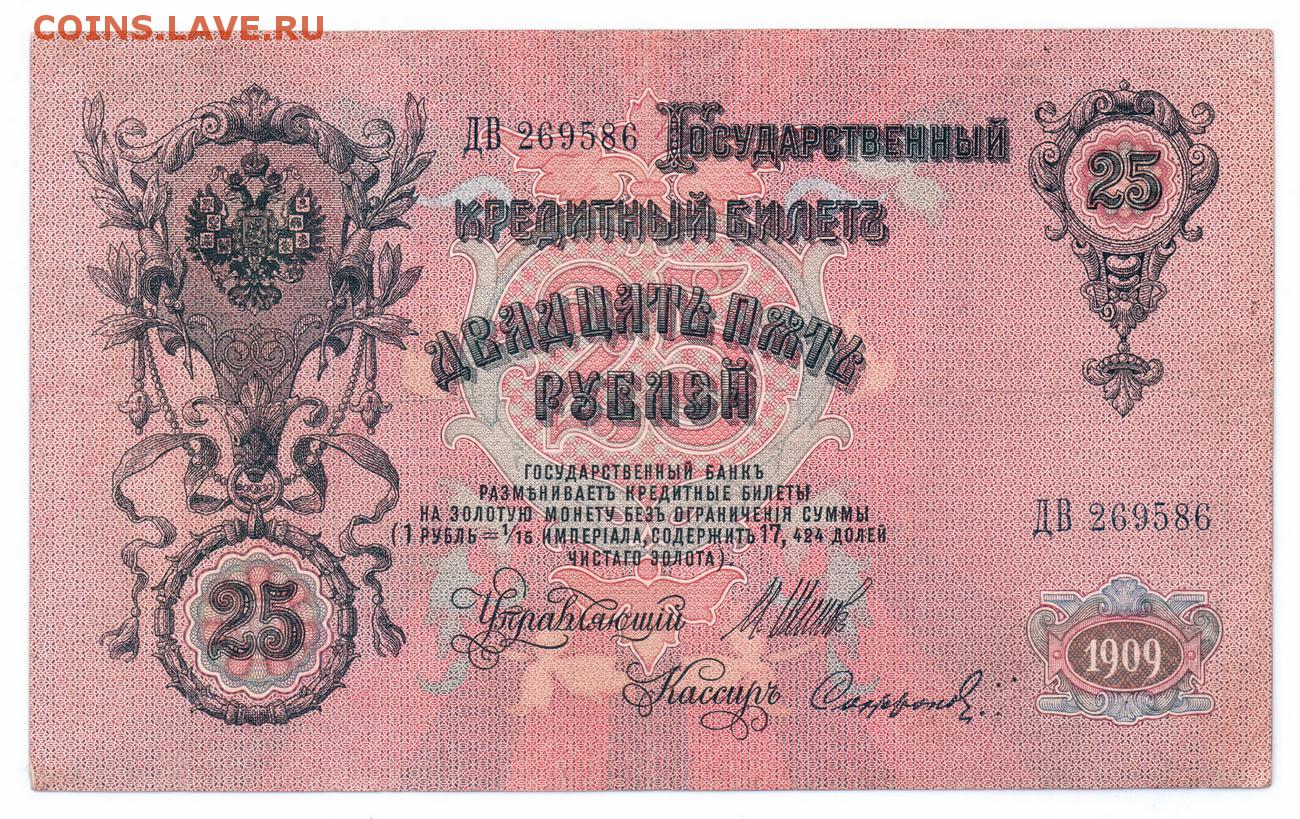 COINS.LAVE.RU
ДВ 269586
Государственный
кредитный билетъ
25
двадцать пять
рублей
государственный банкъ
размѣниваетъ кредитные билеты
на золотую монету безъ ограниченія суммы
(1 рубль = 1/15 имперіала, содержитъ 17, 424 долей
чистаго золота).
ДВ 269586
25
Управляющій
Кассиръ
1909
25